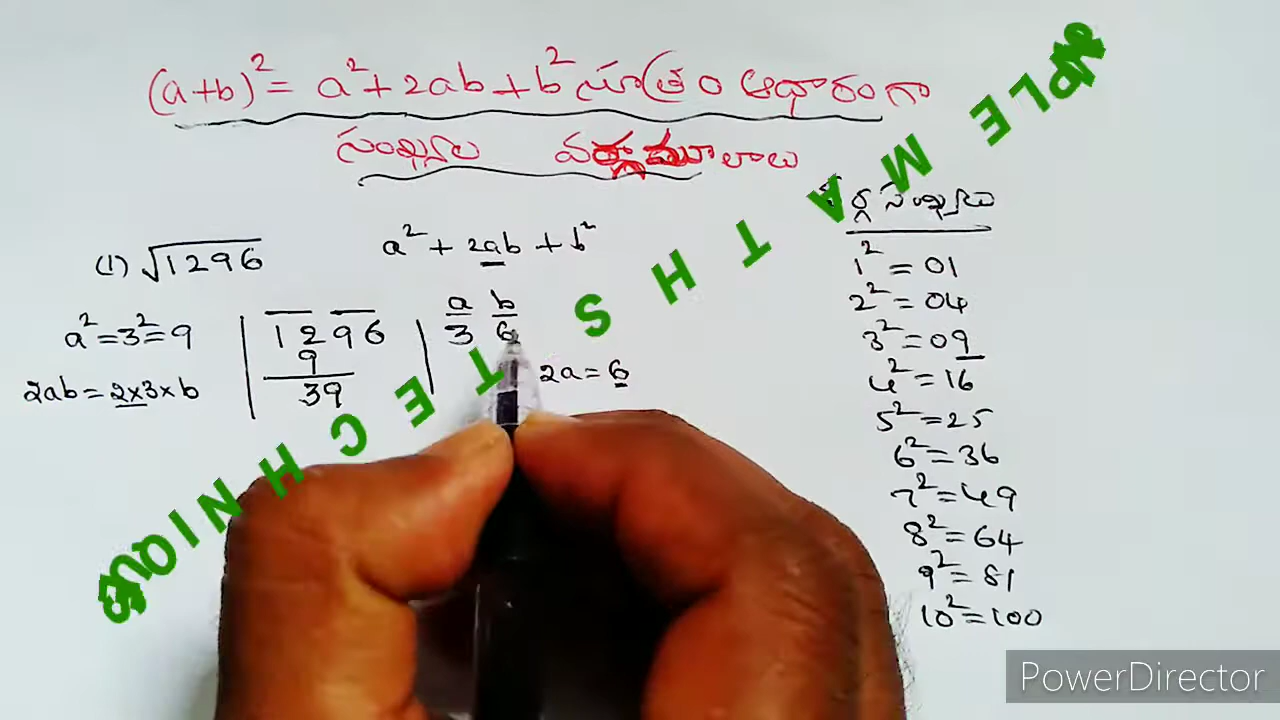 (a+b)² = a²+2ab+b² సూత్రం ఆధారంగా
సంఖ్యల వర్గమూలాలు
(1) √1296
a² + 2ab + b²
a² = 3² = 9
2ab = 2×3×b
1296
9
39
a b
3 6
2a = 6
ర్గ సంఖ్యలు
1² = 01
2² = 04
3² = 09
4² = 16
5² = 25
6² = 36
7² = 49
8² = 64
9² = 81
10² = 100
MATHS TECHNIQUES
PowerDirector